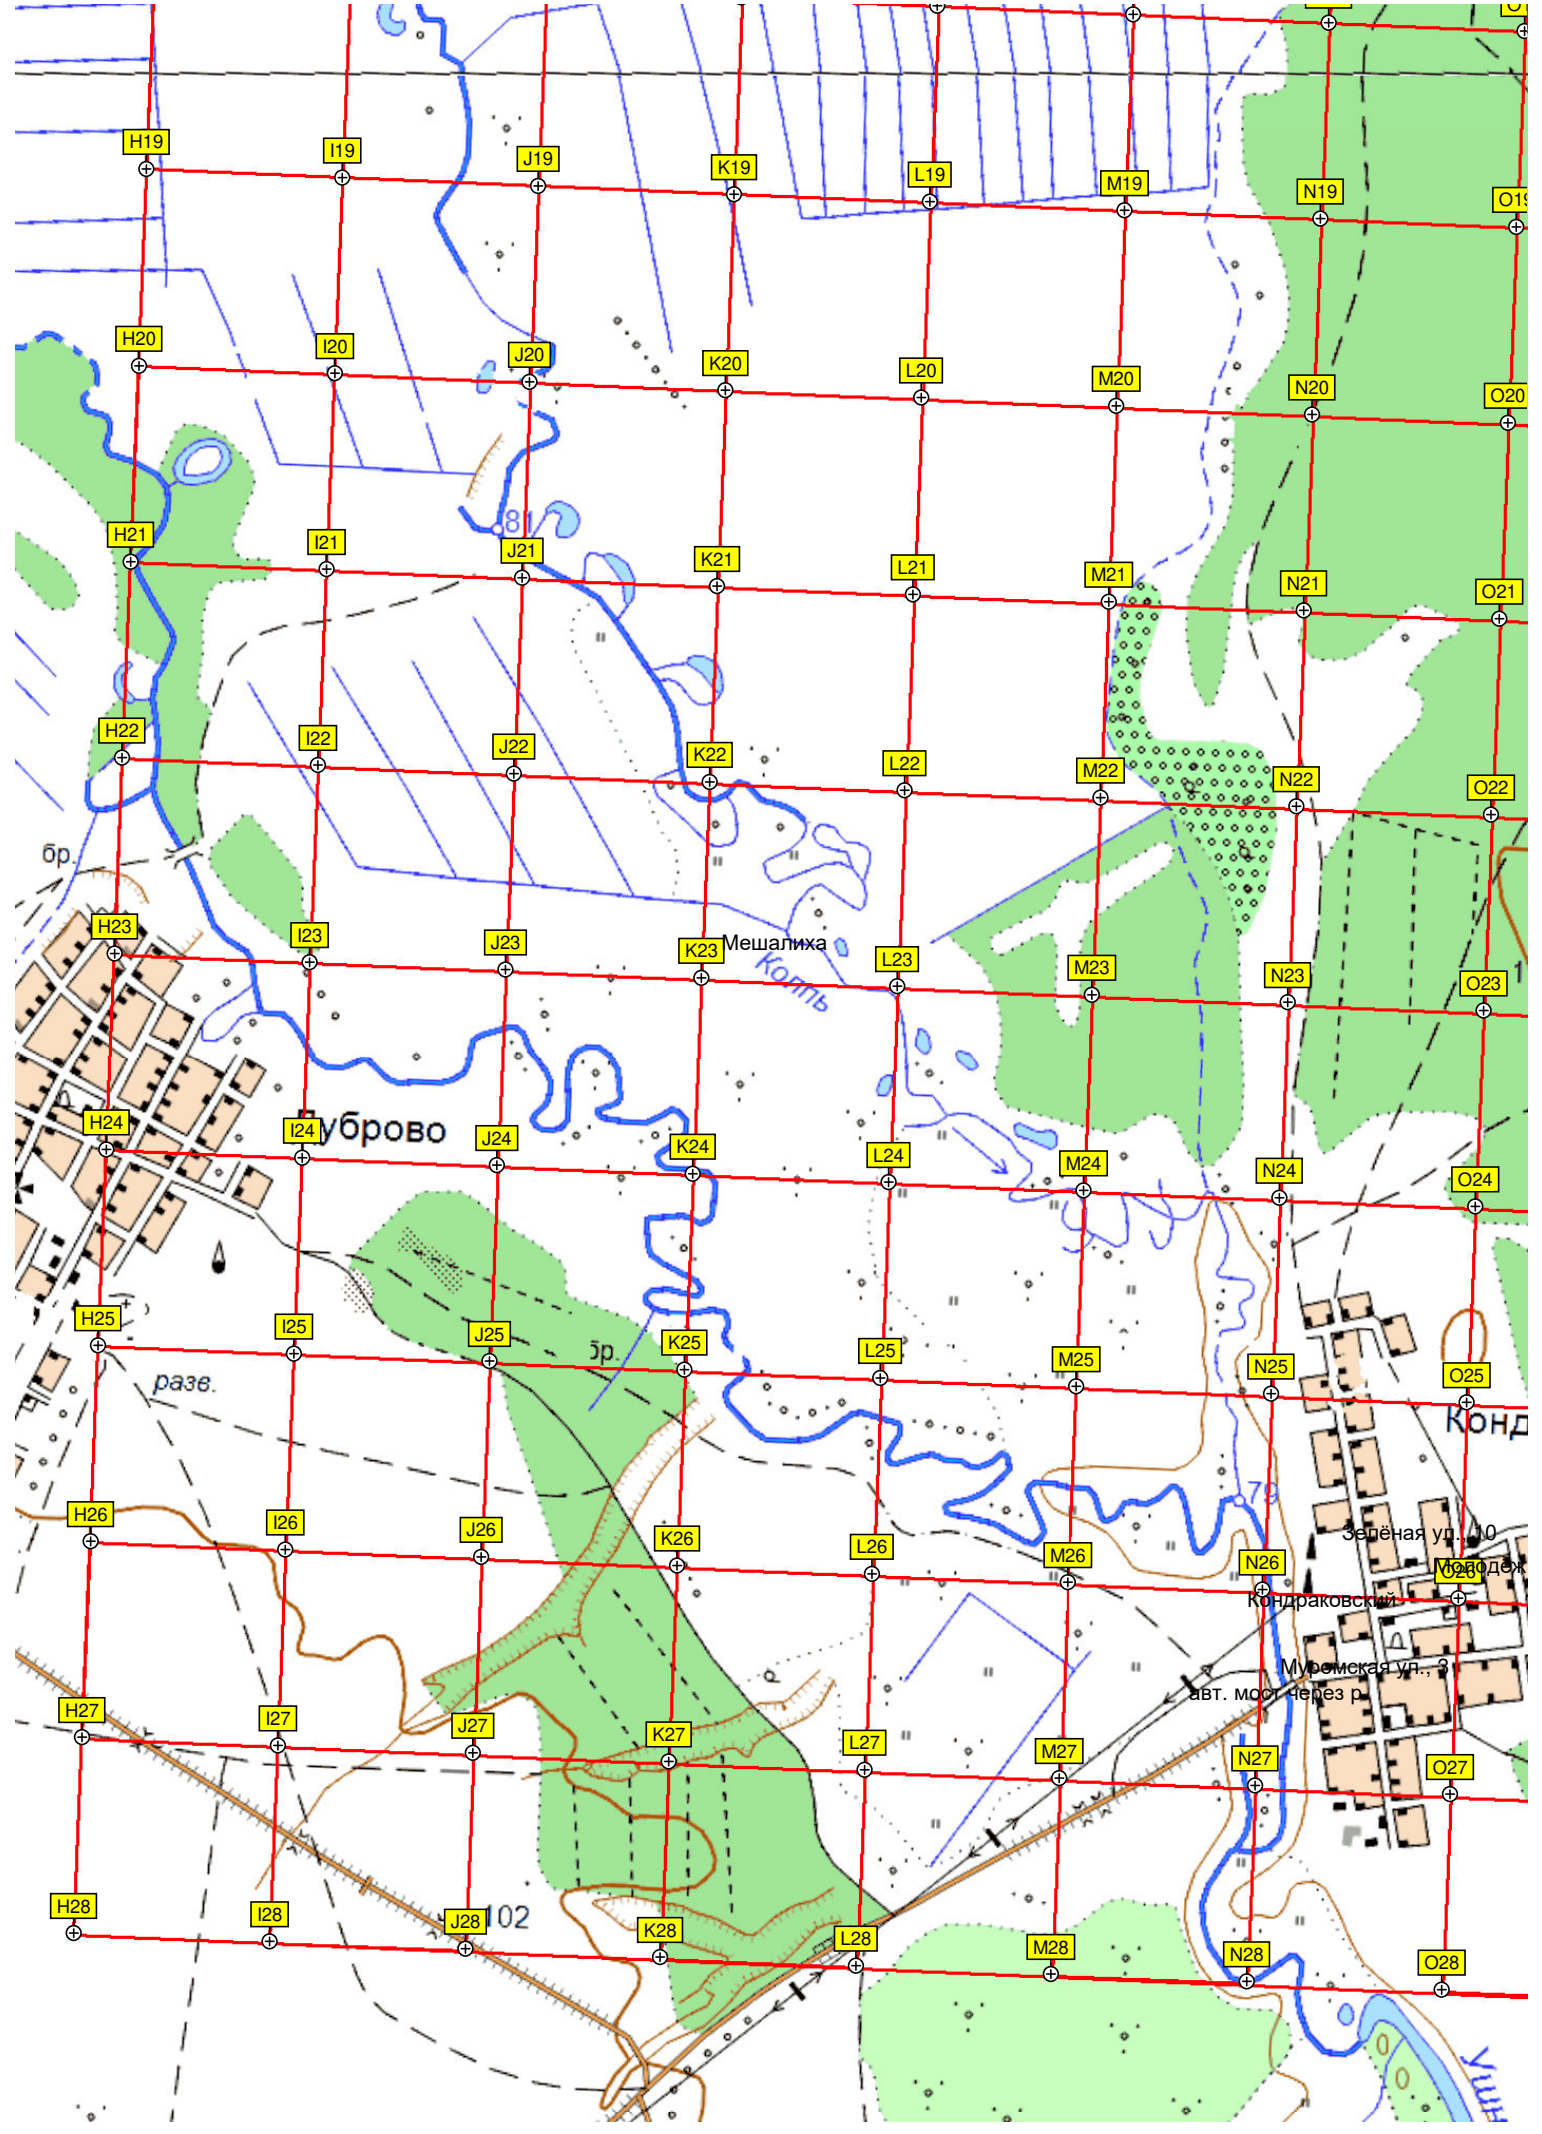 H19 I19 J19 K19 L19 M19 N19 O19
H20 I20 J20 K20 L20 M20 N20 O20
81
H21 I21 J21 K21 L21 M21 N21 O21
H22 I22 J22 K22 L22 M22 N22 O22
бр.
H23 I23 J23 K23 L23 M23 N23 O23
Мешалиха
Колпь
уброво
H24 I24 J24 K24 L24 M24 N24 O24
H25 I25 J25 K25 L25 M25 N25 O25
бр.
разв.
Конд
79
Зелёная ул., 10
H26 I26 J26 K26 L26 M26 N26 O26
Молодёж
Кондраковский
Муромская ул., 3
авт. мост через р.
H27 I27 J27 K27 L27 M27 N27 O27
H28 I28 J28 K28 L28 M28 N28 O28
102
Ушн